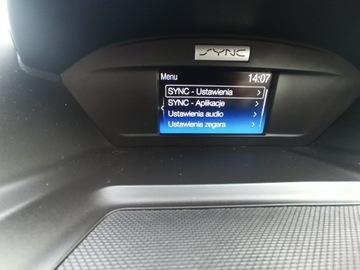 SYNC
Menu 14:07
SYNC - Ustawienia >
SYNC - Aplikacje >
Ustawienia audio >
Ustawienia zegara >